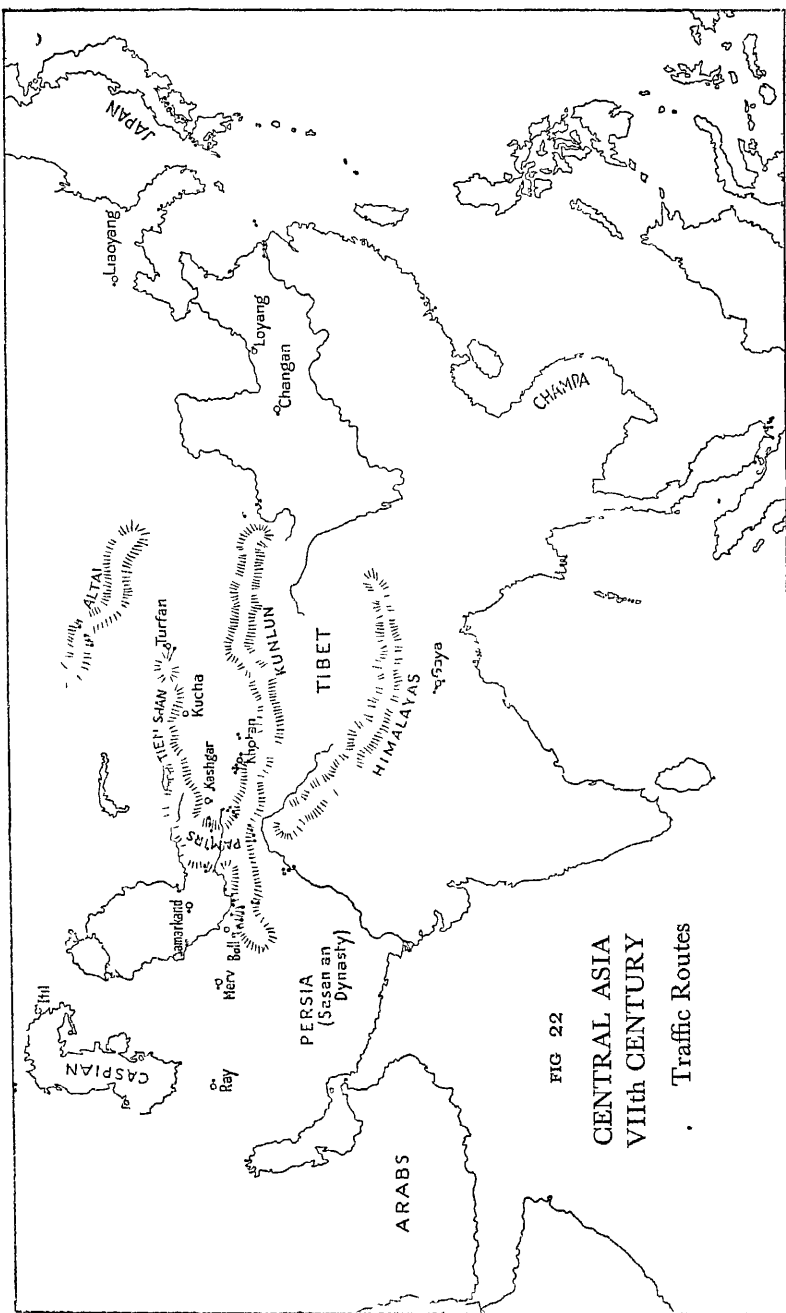 ALTAI
JAPAN
Liaoyang
Itil
CASPIAN
TIEN SHAN
Turfan
Kucha
Kashgar
Samarkand
PAMIRS
Merv
Ray
Khotan
KUNLUN
Loyang
Changan
TIBET
PERSIA
(Sasanian
Dynasty)
HIMALAYAS
Gaya
ARABS
CHAMPA
FIG 22
CENTRAL ASIA
VIIth CENTURY
Traffic Routes